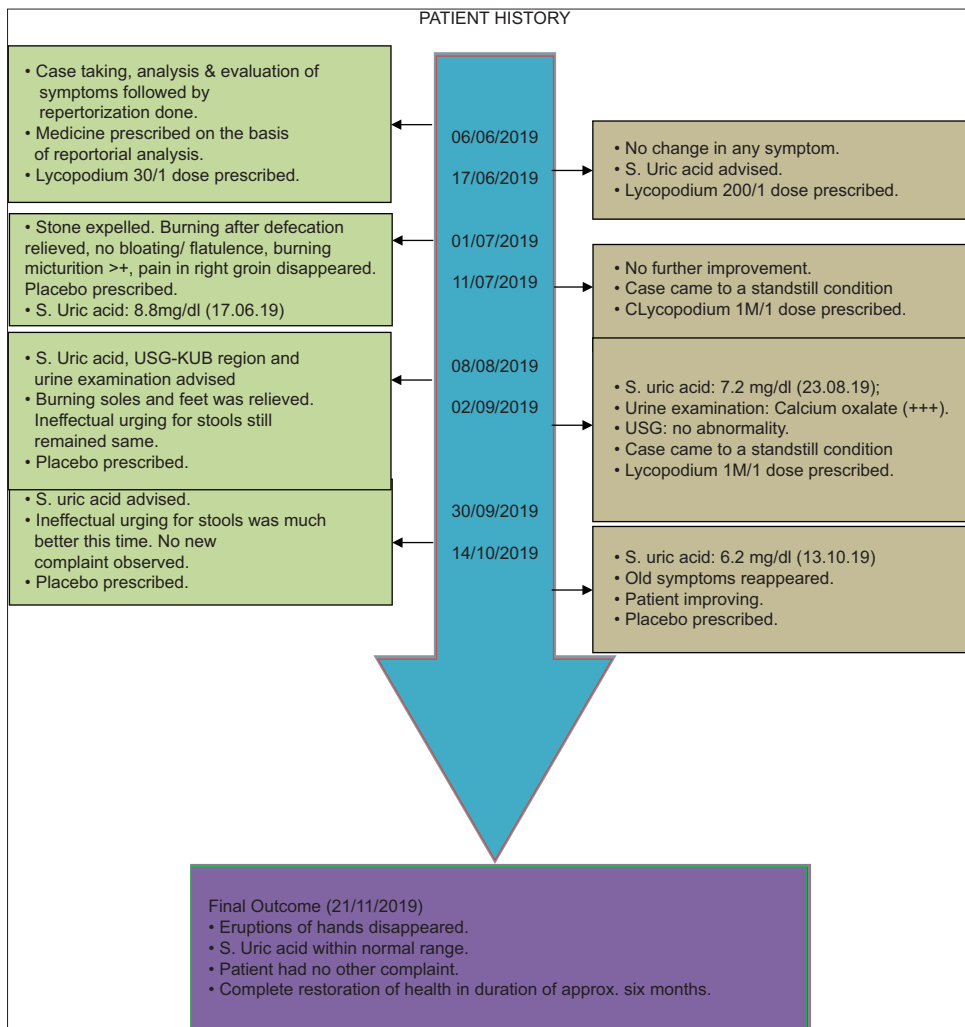 PATIENT HISTORY
• Case taking, analysis & evaluation of
symptoms followed by
repertorization done.
• Medicine prescribed on the basis
of reportorial analysis.
• Lycopodium 30/1 dose prescribed.
06/06/2019
17/06/2019
• No change in any symptom.
• S. Uric acid advised.
• Lycopodium 200/1 dose prescribed.
• Stone expelled. Burning after defecation
relieved, no bloating/ flatulence, burning
micturition >+, pain in right groin disappeared.
Placebo prescribed.
• S. Uric acid: 8.8mg/dl (17.06.19)
01/07/2019
11/07/2019
• No further improvement.
• Case came to a standstill condition
• CLycopodium 1M/1 dose prescribed.
• S. Uric acid, USG-KUB region and
urine examination advised
• Burning soles and feet was relieved.
Ineffectual urging for stools still
remained same.
• Placebo prescribed.
08/08/2019
02/09/2019
• S. uric acid: 7.2 mg/dl (23.08.19);
• Urine examination: Calcium oxalate (+++).
• USG: no abnormality.
• Case came to a standstill condition
• Lycopodium 1M/1 dose prescribed.
• S. uric acid advised.
• Ineffectual urging for stools was much
better this time. No new
complaint observed.
• Placebo prescribed.
30/09/2019
14/10/2019
• S. uric acid: 6.2 mg/dl (13.10.19)
• Old symptoms reappeared.
• Patient improving.
• Placebo prescribed.
Final Outcome (21/11/2019)
• Eruptions of hands disappeared.
• S. Uric acid within normal range.
• Patient had no other complaint.
• Complete restoration of health in duration of approx. six months.